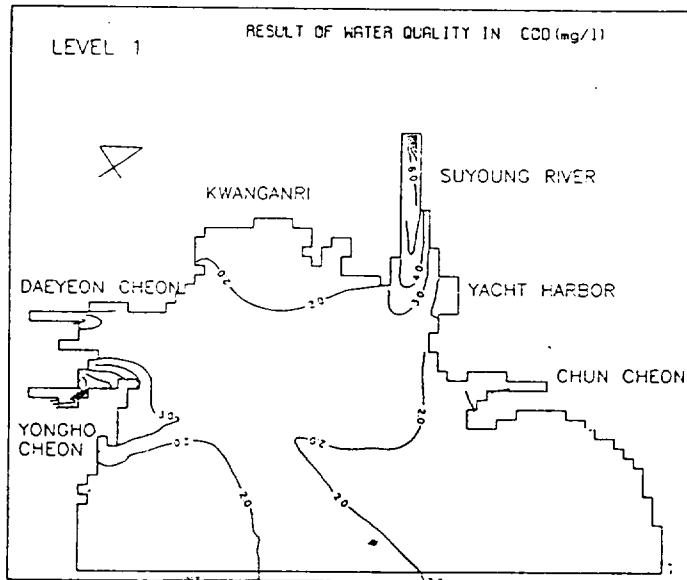 RESULT OF WATER QUALITY IN COD(mg/l)
LEVEL 1
SUYOUNG RIVER
KWANGANRI
DAEYEON CHEON
YACHT HARBOR
CHUN CHEON
YONGHO
CHEON
6.0
4.0
3.0
2.0
2.0
3.0
2.0
2.0
2.0
2.0
2.0